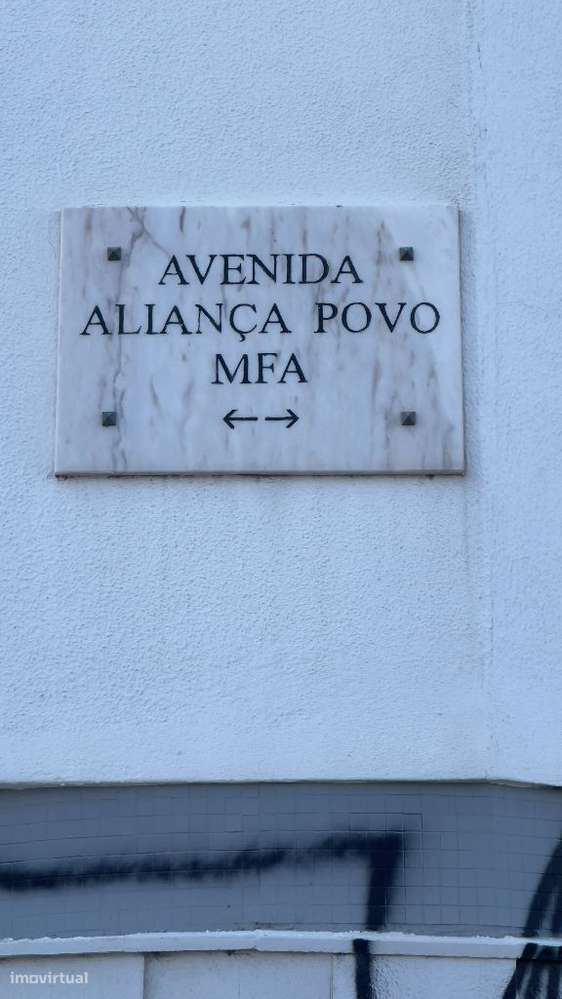 AVENIDA
ALIANÇA POVO
MFA
←→
imovirtual